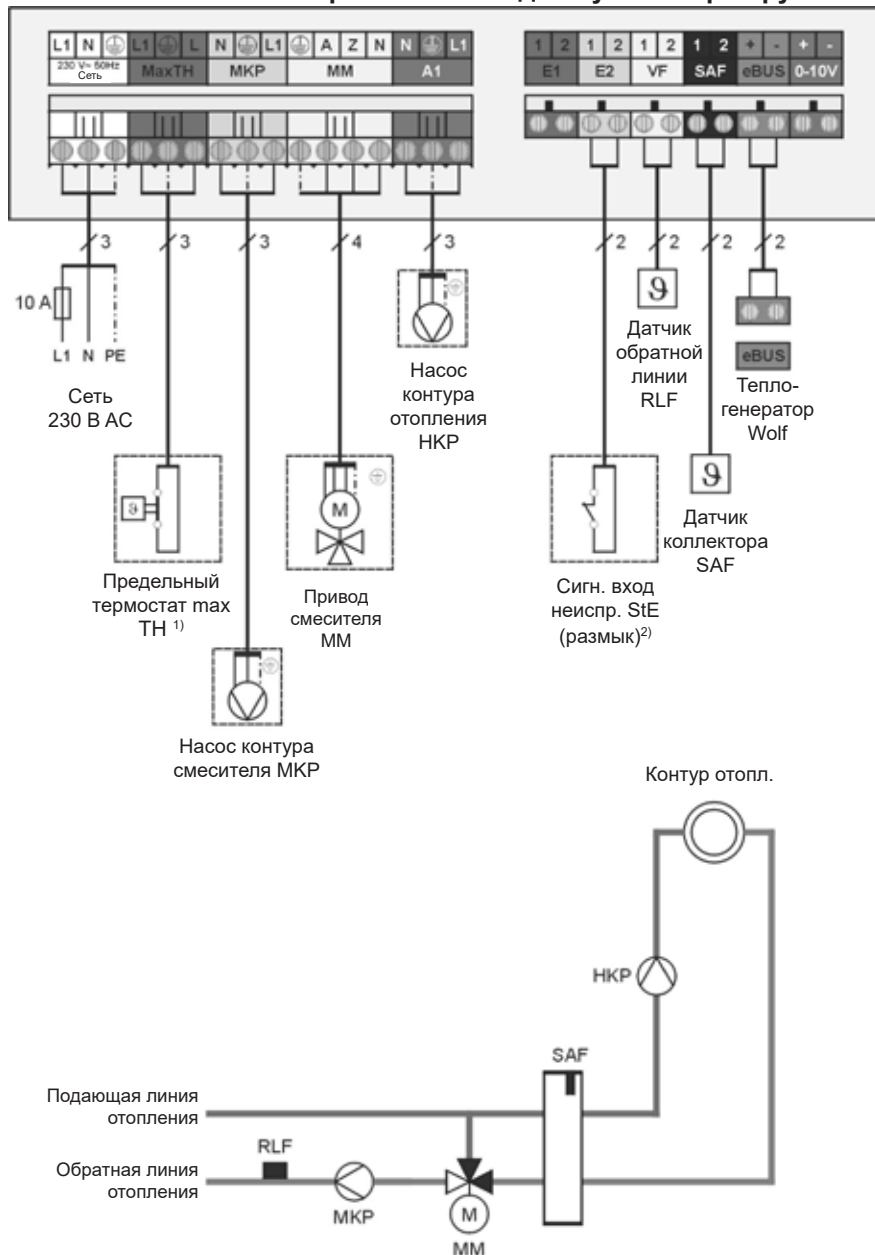 L1 N L1 L N L1 A Z N N L1
230 V~ 50Hz
Сеть
MaxTH MKP MM A1
1 2 1 2 1 2 1 2 + - + -
E1 E2 VF SAF eBUS 0-10V
3 3 3 4 3 2 2 2 2
10 A
L1 N PE
Сеть
230 В AC
Насос
контура
отопления
HKP
Датчик
обратной
линии
RLF
eBUS
Тепло-
генератор
Wolf
Предельный
термостат max
TH 1)
M
Привод
смесителя
MM
Сигн. вход
неиспр. StE
(размык)2)
Датчик
коллектора
SAF
Насос контура
смесителя MKP
Контур отопл.
HKP
SAF
Подающая линия
отопления
RLF
Обратная линия
отопления
MKP
M
MM